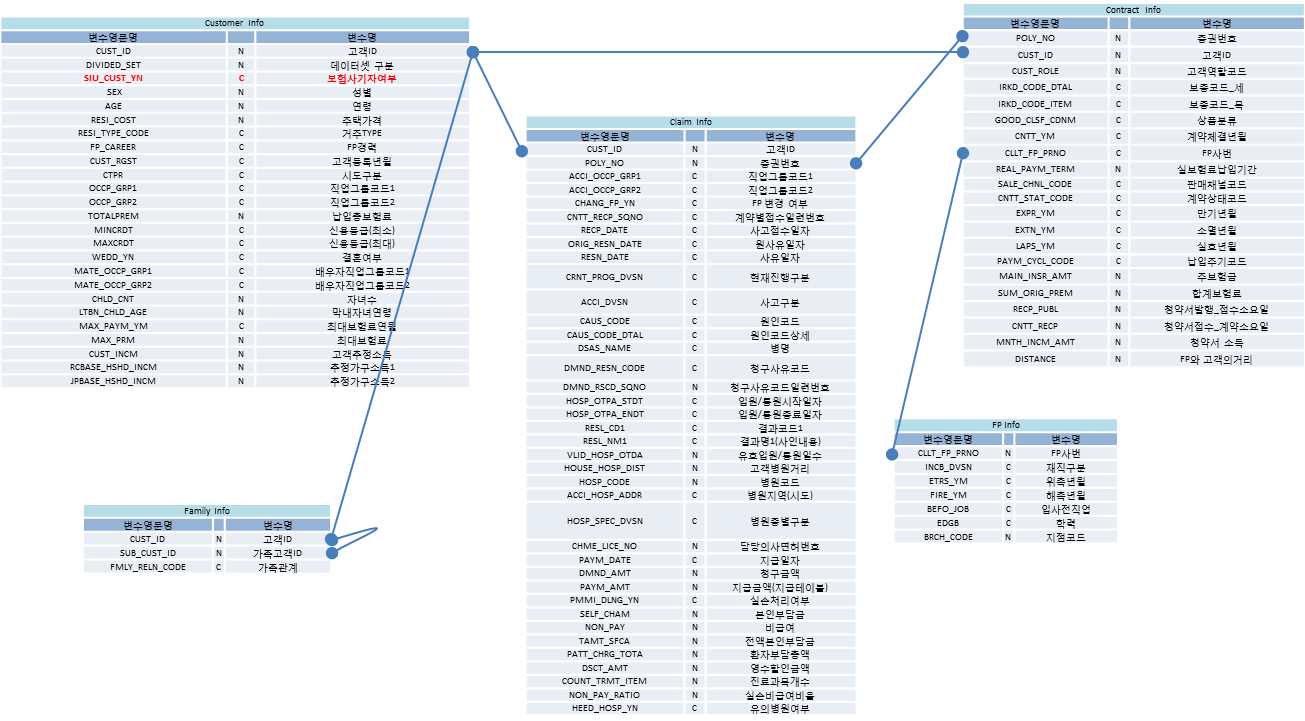 Customer Info
변수영문명 변수명
CUST_ID N 고객ID
DIVIDED_SET N 데이터셋 구분
SIU_CUST_YN C 보험사기자여부
SEX N 성별
AGE N 연령
RESI_COST N 주택가격
RESI_TYPE_CODE C 거주TYPE
FP_CAREER C FP경력
CUST_RGST C 고객등록년월
CTPR C 시도구분
OCCP_GRP1 C 직업그룹코드1
OCCP_GRP2 C 직업그룹코드2
TOTALPREM N 납입총보험료
MINCRDT C 신용등급(최소)
MAXCRDT C 신용등급(최대)
WEDD_YN C 결혼여부
MATE_OCCP_GRP1 C 배우자직업그룹코드1
MATE_OCCP_GRP2 C 배우자직업그룹코드2
CHLD_CNT N 자녀수
LTBN_CHLD_AGE N 막내자녀연령
MAX_PAYM_YM C 최대보험료연월
MAX_PRM N 최대보험료
CUST_INCM N 고객추정소득
RCBASE_HSHD_INCM N 추정가구소득1
JPBASE_HSHD_INCM N 추정가구소득2
Family Info
변수영문명 변수명
CUST_ID N 고객ID
SUB_CUST_ID N 가족고객ID
FMLY_RELN_CODE C 가족관계
Claim Info
변수영문명 변수명
CUST_ID N 고객ID
POLY_NO N 증권번호
ACCI_OCCP_GRP1 C 직업그룹코드1
ACCI_OCCP_GRP2 C 직업그룹코드2
CHANG_FP_YN C FP 변경 여부
CNTT_RECP_SQNO C 계약별접수일련번호
RECP_DATE C 사고접수일자
ORIG_RESN_DATE C 원사유일자
RESN_DATE C 사유일자
CRNT_PROG_DVSN C 현재진행구분
ACCI_DVSN C 사고구분
CAUS_CODE C 원인코드
CAUS_CODE_DTAL C 원인코드상세
DSAS_NAME C 병명
DMND_RESN_CODE C 청구사유코드
DMND_RSCD_SQNO N 청구사유코드일련번호
HOSP_OTPA_STDT C 입원/통원시작일자
HOSP_OTPA_ENDT C 입원/통원종료일자
RESL_CD1 C 결과코드1
RESL_NM1 C 결과명1(사인내용)
VLID_HOSP_OTDA N 유효입원/통원일수
HOUSE_HOSP_DIST N 고객병원거리
HOSP_CODE N 병원코드
ACCI_HOSP_ADDR C 병원지역(시도)
HOSP_SPEC_DVSN C 병원종별구분
CHME_LICE_NO N 담당의사면허번호
PAYM_DATE C 지급일자
DMND_AMT N 청구금액
PAYM_AMT N 지급금액(지급테이블)
PMMI_DLNG_YN C 실손처리여부
SELF_CHAM N 본인부담금
NON_PAY N 비급여
TAMT_SFCA N 전액본인부담금
PATT_CHRG_TOTA N 환자부담총액
DSCT_AMT N 영수할인금액
COUNT_TRMT_ITEM N 진료과목개수
NON_PAY_RATIO N 실손비급여비율
HEED_HOSP_YN C 유의병원여부
Contract Info
변수영문명 변수명
POLY_NO N 증권번호
CUST_ID N 고객ID
CUST_ROLE N 고객역할코드
IRKD_CODE_DTAL C 보종코드_세
IRKD_CODE_ITEM C 보종코드_목
GOOD_CLSF_CDNM C 상품분류
CNTT_YM C 계약체결년월
CLLT_FP_PRNO C FP사번
REAL_PAYM_TERM N 실보험료납입기간
SALE_CHNL_CODE C 판매채널코드
CNTT_STAT_CODE C 계약상태코드
EXPR_YM C 만기년월
EXTN_YM C 소멸년월
LAPS_YM C 실효년월
PAYM_CYCL_CODE C 납입주기코드
MAIN_INSR_AMT N 주보험금
SUM_ORIG_PREM N 합계보험료
RECP_PUBL N 청약서발행_접수소요일
CNTT_RECP N 청약서접수_계약소요일
MNTH_INCM_AMT N 청약서 소득
DISTANCE N FP와 고객의거리
FP Info
변수영문명 변수명
CLLT_FP_PRNO N FP사번
INCB_DVSN C 재직구분
ETRS_YM C 위촉년월
FIRE_YM C 해촉년월
BEFO_JOB C 입사전직업
EDGB C 학력
BRCH_CODE N 지점코드